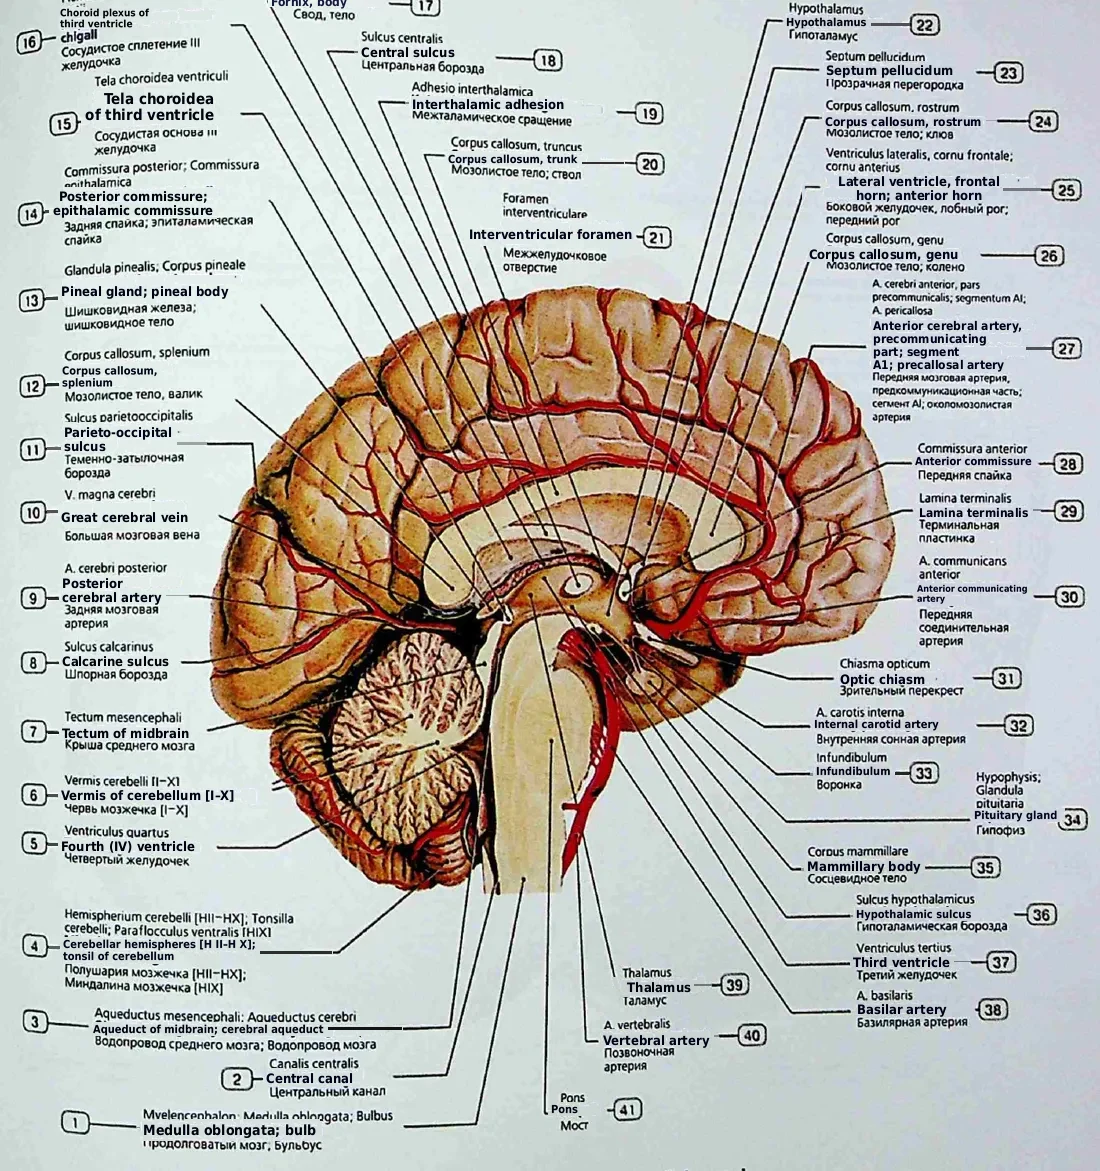 Choroid plexus of
third ventricle
16
chlgall
Сосудистое сплетение III
желудочка
Tela choroidea ventriculi
Tela choroidea
of third ventricle
15
Сосудистая основа III
желудочка
Commissura posterior; Commissura
epithalamica
Posterior commissure;
14 epithalamic commissure
Задняя спайка; эпиталамическая
спайка
Glandula pinealis; Corpus pineale
13 Pineal gland; pineal body
Шишковидная железа;
шишковидное тело
Corpus callosum, splenium
Corpus callosum,
12 splenium
Мозолистое тело, валик
Sulcus parietooccipitalis
Parieto-occipital
11 sulcus
Теменно-затылочная
борозда
V. magna cerebri
10 Great cerebral vein
Большая мозговая вена
A. cerebri posterior
Posterior
9 cerebral artery
Задняя мозговая
артерия
Sulcus calcarinus
8 Calcarine sulcus
Шпорная борозда
Tectum mesencephali
7 Tectum of midbrain
Крыша среднего мозга
Vermis cerebelli [I-X]
6 Vermis of cerebellum [I-X]
Червь мозжечка [I-X]
Ventriculus quartus
5 Fourth (IV) ventricle
Четвертый желудочек
Hemispherium cerebelli [HII-HX]; Tonsilla
cerebelli; Paraflocculus ventralis [HIX]
4 Cerebellar hemispheres [H II-H X];
tonsil of cerebellum
Полушария мозжечка [HII-HX];
Миндалина мозжечка [HIX]
Aqueductus mesencephali; Aqueductus cerebri
3 Aqueduct of midbrain; cerebral aqueduct
Водопровод среднего мозга; Водопровод мозга
Canalis centralis
2 Central canal
Центральный канал
Myelencephalon; Medulla oblongata; Bulbus
1 Medulla oblongata; bulb
Продолговатый мозг, Бульбус
Fornix, body
17
Свод, тело
Sulcus centralis
Central sulcus 18
Центральная борозда
Adhesio interthalamica
Interthalamic adhesion 19
Межталамическое сращение
Corpus callosum, truncus
Corpus callosum, trunk 20
Мозолистое тело; ствол
Foramen
interventriculare
Interventricular foramen 21
Межжелудочковое
отверстие
Hypothalamus
Hypothalamus 22
Гипоталамус
Septum pellucidum
Septum pellucidum 23
Прозрачная перегородка
Corpus callosum, rostrum
Corpus callosum, rostrum 24
Мозолистое тело; клюв
Ventriculus lateralis, cornu frontale;
cornu anterius
Lateral ventricle, frontal
horn; anterior horn 25
Боковой желудочек, лобный рог;
передний рог
Corpus callosum, genu
Corpus callosum, genu 26
Мозолистое тело; колено
A. cerebri anterior, pars
precommunicalis; segmentum AI;
A. pericallosa
Anterior cerebral artery,
precommunicating
part; segment 27
A1; precallosal artery
Передняя мозговая артерия,
предкоммуникационная часть;
сегмент AI; околомозолистая
артерия
Commissura anterior
Anterior commissure 28
Передняя спайка
Lamina terminalis
Lamina terminalis 29
Терминальная
пластинка
A. communicans
anterior
Anterior communicating
artery 30
Передняя
соединительная
артерия
Chiasma opticum
Optic chiasm 31
Зрительный перекрест
A. carotis interna
Internal carotid artery 32
Внутренняя сонная артерия
Infundibulum
Infundibulum 33
Воронка
Hypophysis;
Glandula
pituitaria
Pituitary gland 34
Гипофиз
Corpus mammillare
Mammillary body 35
Сосцевидное тело
Sulcus hypothalamicus
Hypothalamic sulcus 36
Гипоталамическая борозда
Ventriculus tertius
Third ventricle 37
Третий желудочек
A. basilaris
Basilar artery 38
Базилярная артерия
Thalamus
Thalamus 39
Таламус
A. vertebralis
Vertebral artery 40
Позвоночная
артерия
Pons
Pons 41
Мост